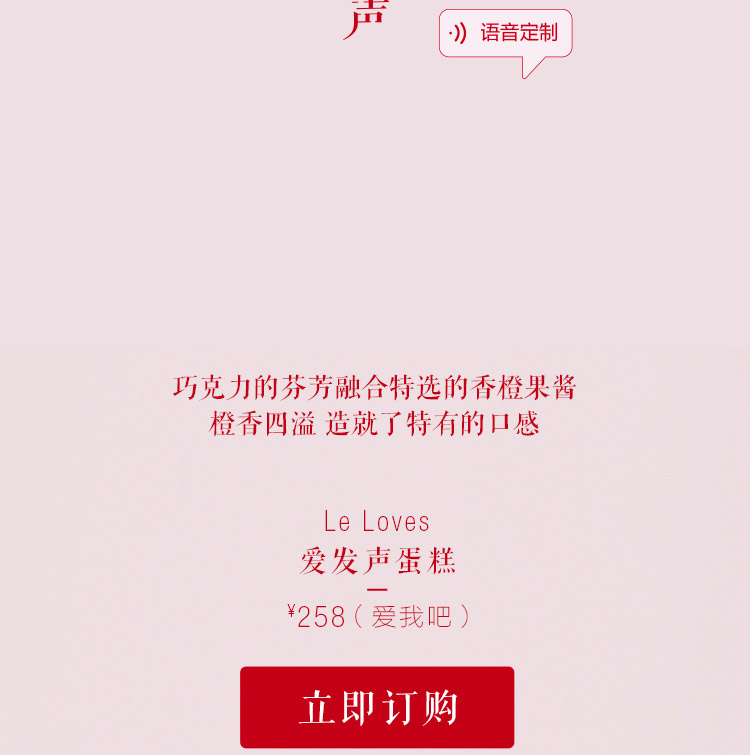 声
语音定制
巧克力的芬芳融合特选的香橙果酱
橙香四溢 造就了特有的口感
Le Loves
爱发声蛋糕
¥258（爱我吧）
立即订购